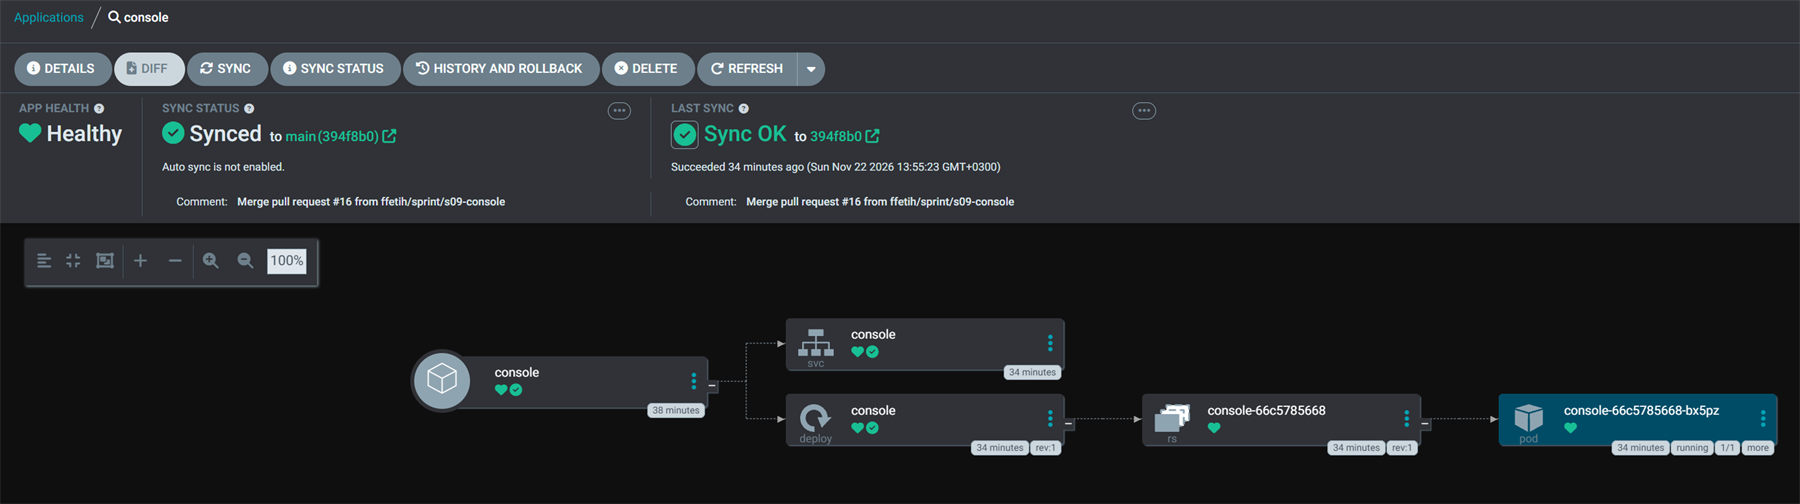 Applications / console
DETAILS DIFF SYNC SYNC STATUS HISTORY AND ROLLBACK DELETE REFRESH
APP HEALTH
Healthy
SYNC STATUS
Synced to main (394f8b0)
Auto sync is not enabled.
Comment: Merge pull request #16 from ffetih/sprint/s09-console
LAST SYNC
Sync OK to 394f8b0
Succeeded 34 minutes ago (Sun Nov 22 2026 13:55:23 GMT+0300)
Comment: Merge pull request #16 from ffetih/sprint/s09-console
100%
console
38 minutes
svc
console
34 minutes
deploy
console
34 minutes rev:1
rs
console-66c5785668
34 minutes rev:1
pod
console-66c5785668-bx5pz
34 minutes running 1/1 more